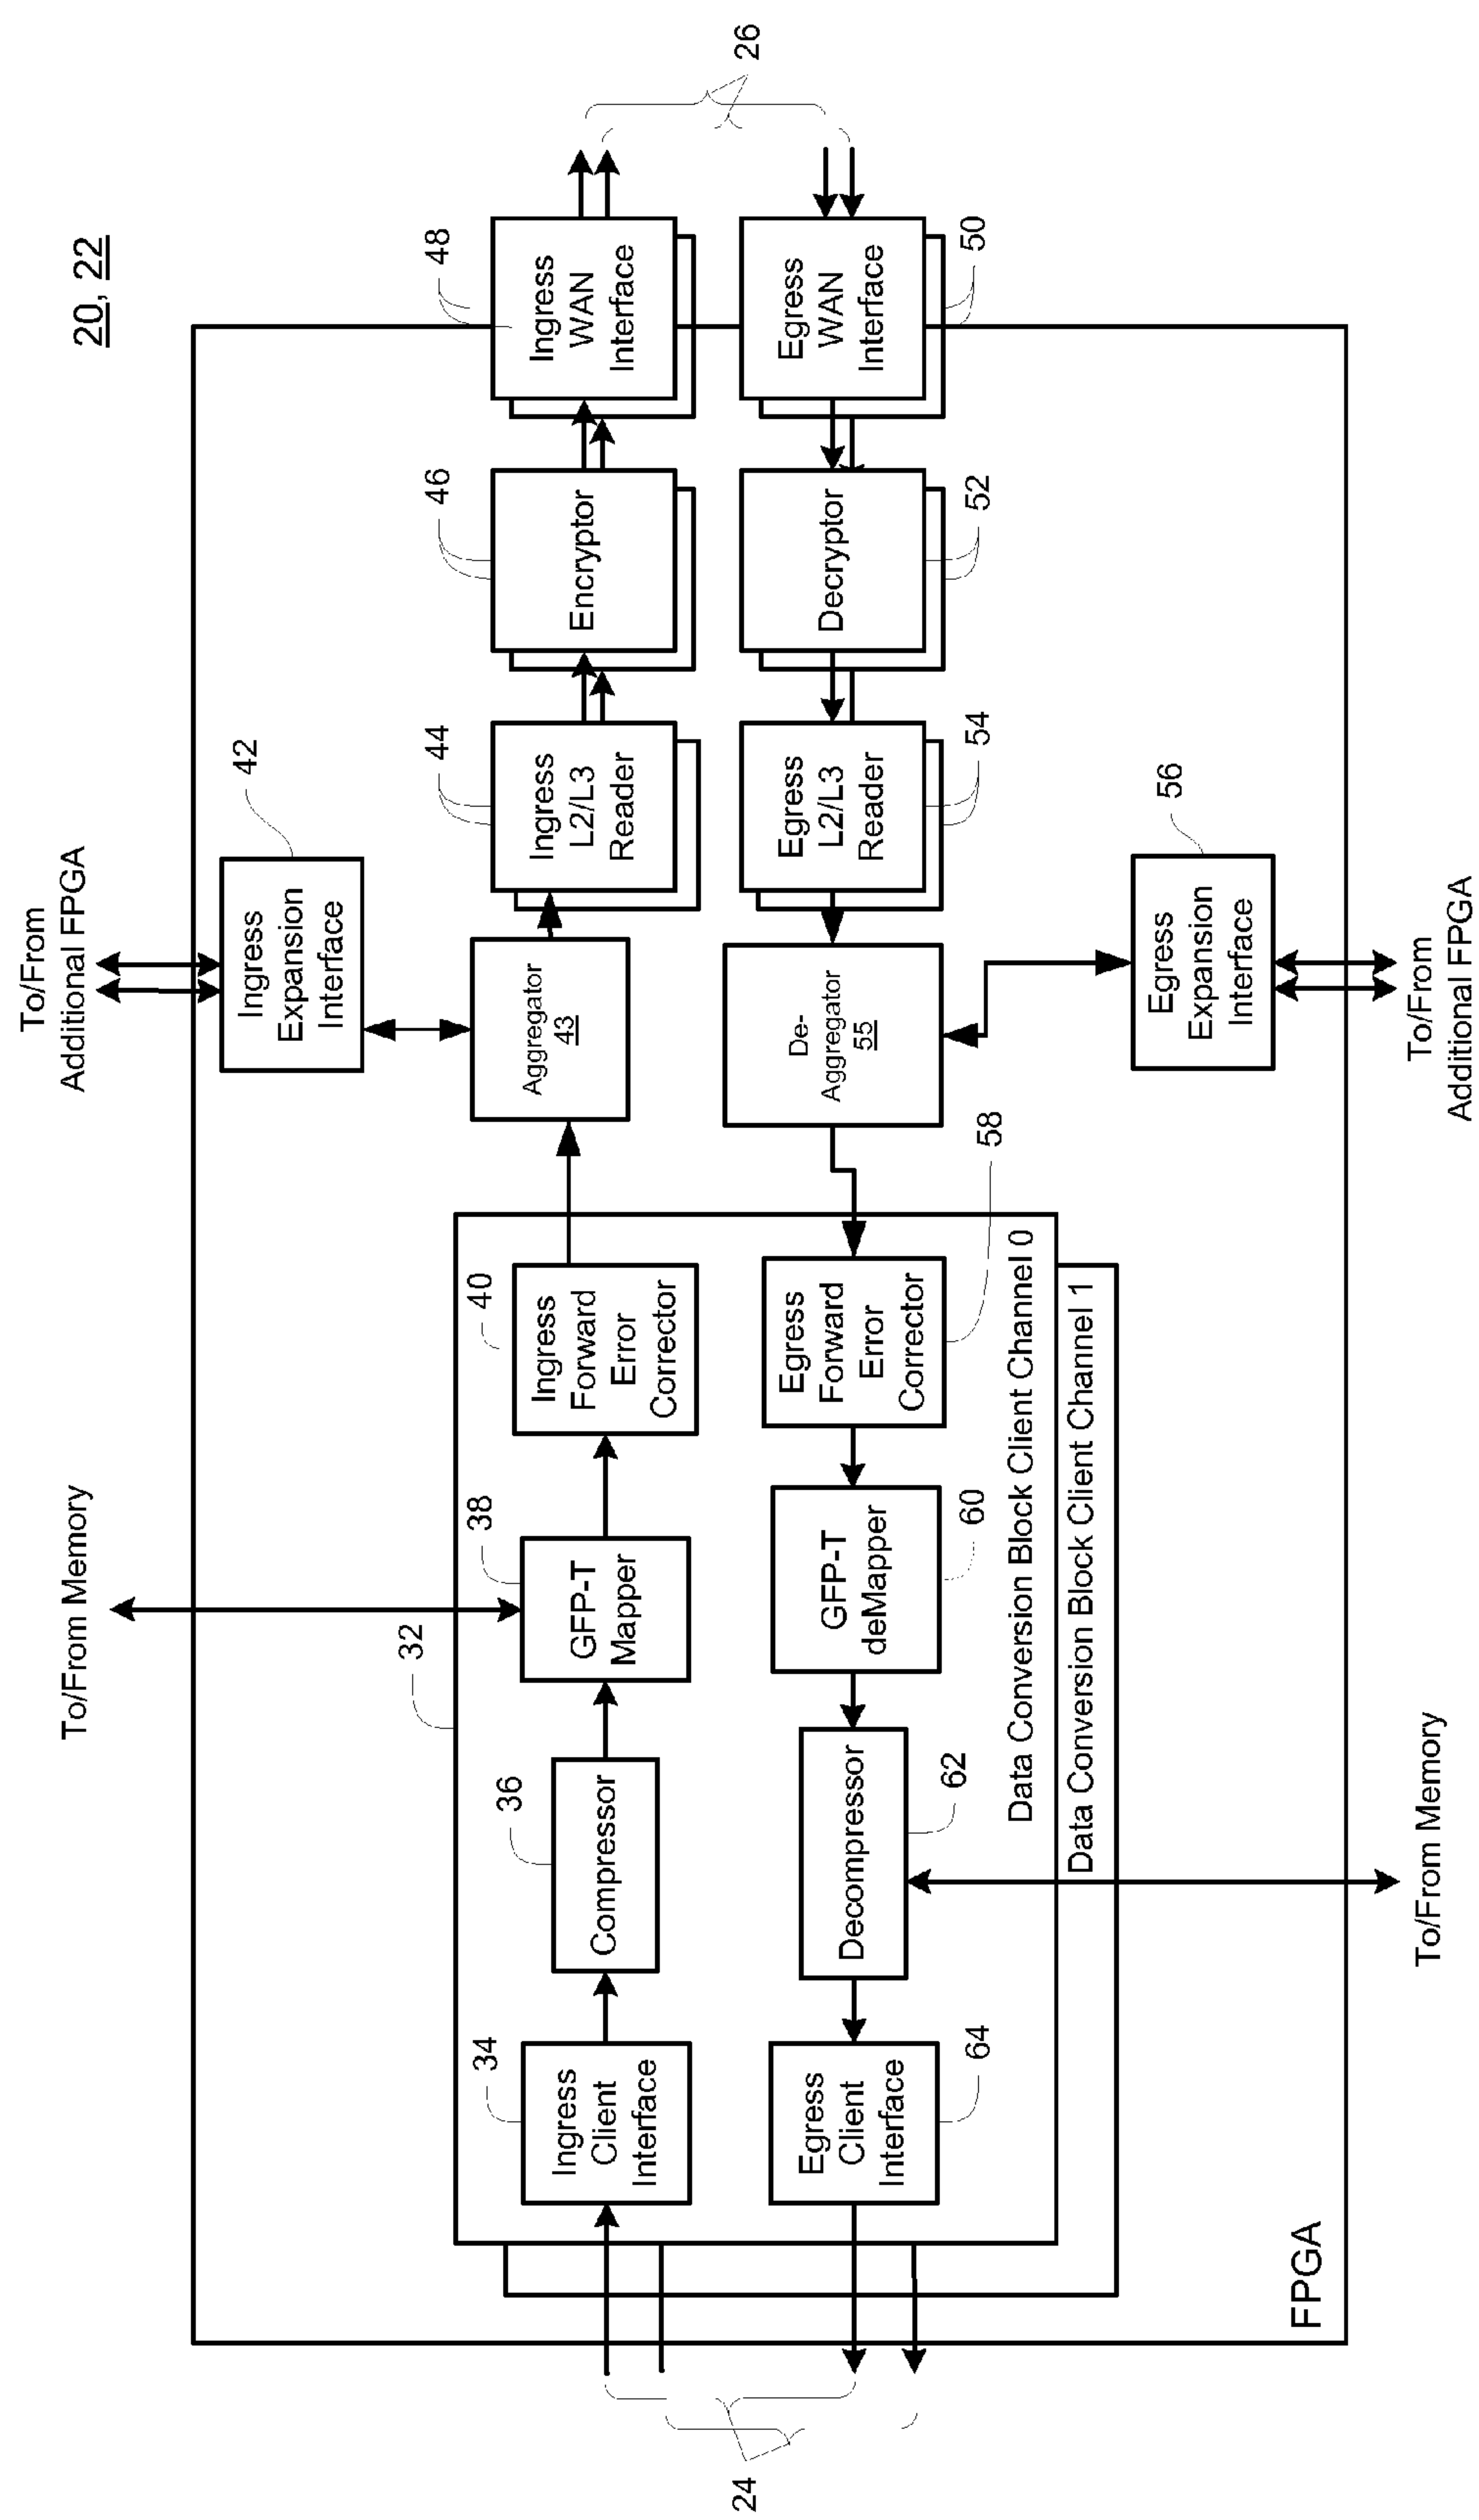 20, 22
To/From Memory
To/From
Additional FPGA
32
34
Ingress
Client
Interface
36
Compressor
38
GFP-T
Mapper
40
Ingress
Forward
Error
Corrector
42
Ingress
Expansion
Interface
Aggregator
43
44
Ingress
L2/L3
Reader
46
Encryptor
48
Ingress
WAN
Interface
24
26
Egress
Client
Interface
64
Decompressor
62
GFP-T
deMapper
60
Egress
Forward
Error
Corrector
58
De-
Aggregator
55
Egress
L2/L3
Reader
54
Decryptor
52
Egress
WAN
Interface
50
Data Conversion Block Client Channel 0
Data Conversion Block Client Channel 1
56
Egress
Expansion
Interface
FPGA
To/From Memory
To/From
Additional FPGA